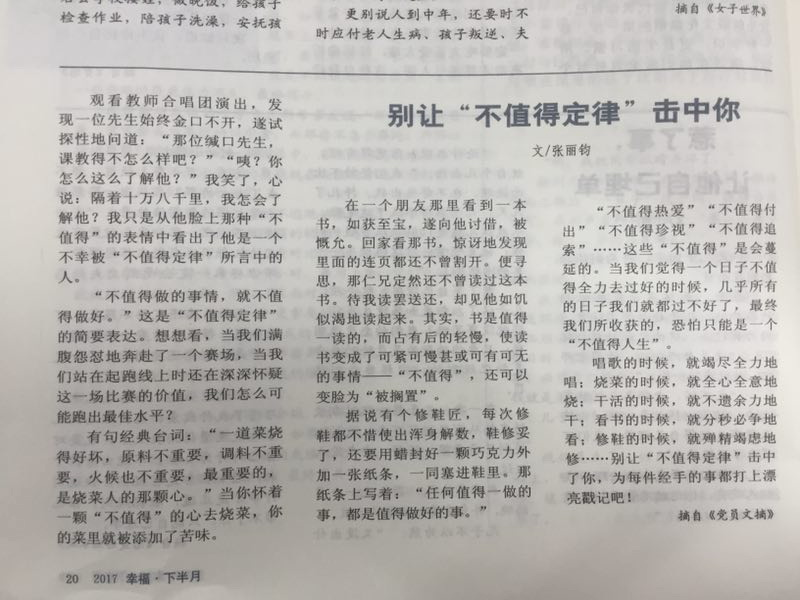 检查作业，陪孩子洗澡，安抚孩
更别说人到中年，还要时不
时应付老人生病、孩子叛逆、夫
摘自《女子世界》
别让“不值得定律”击中你
文/张丽钧
观看教师合唱团演出，发
现一位先生始终金口不开，遂试
探性地问道：“那位缄口先生，
课教得不怎么样吧？”“咦？你
怎么这么了解他？”我笑了，心
说：隔着十万八千里，我怎会了
解他？我只是从他脸上那种“不
值得”的表情中看出了他是一个
不幸被“不值得定律”所言中的
人。
“不值得做的事情，就不值
得做好。”这是“不值得定律”
的简要表达。想想看，当我们满
腹怨怼地奔赴了一个赛场，当我
们站在起跑线上时还在深深怀疑
这一场比赛的价值，我们怎么可
能跑出最佳水平？
有句经典台词：“一道菜烧
得好坏，原料不重要，调料不重
要，火候也不重要，最重要的，
是烧菜人的那颗心。”当你怀着
一颗“不值得”的心去烧菜，你
的菜里就被添加了苦味。
在一个朋友那里看到一本
书，如获至宝，遂向他讨借，被
慨允。回家看那书，惊讶地发现
里面的连页都还不曾割开。便寻
思，那仁兄定然还不曾读过这本
书。待我读罢送还，却见他如饥
似渴地读起来。其实，书是值得
一读的，而占有后的轻慢，使读
书变成了可紧可慢甚或可有可无
的事情——“不值得”，还可以
变脸为“被搁置”。
据说有个修鞋匠，每次修
鞋都不惜使出浑身解数，鞋修妥
了，还要用蜡封好一颗巧克力外
加一张纸条，一同塞进鞋里。那
纸条上写着：“任何值得一做的
事，都是值得做好的事。”
“不值得热爱”“不值得付
出”“不值得珍视”“不值得追
索”……这些“不值得”是会蔓
延的。当我们觉得一个日子不值
得全力去过好的时候，几乎所有
的日子我们就都过不好了，最终
我们所收获的，恐怕只能是一个
“不值得人生”。
唱歌的时候，就竭尽全力地
唱；烧菜的时候，就全心全意地
烧；干活的时候，就不遗余力地
干；看书的时候，就分秒必争地
看；修鞋的时候，就殚精竭虑地
修……别让“不值得定律”击中
了你，为每件经手的事都打上漂
亮戳记吧！
摘自《党员文摘》
20 2017 幸福·下半月